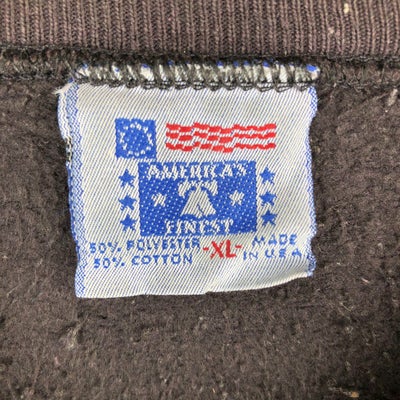 AMERICA'S
FINEST
50% POLYESTER -XL- MADE
50% COTTON IN U.S.A.